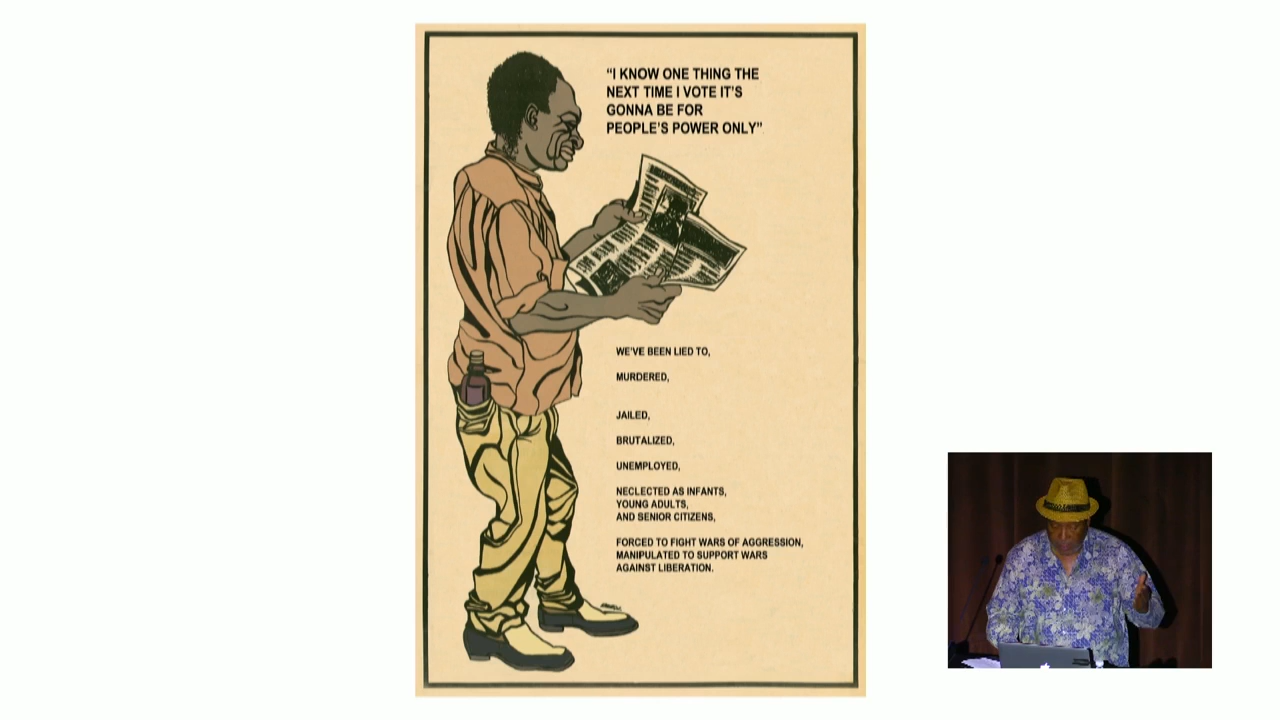 “I KNOW ONE THING THE
NEXT TIME I VOTE IT’S
GONNA BE FOR
PEOPLE’S POWER ONLY”
WE’VE BEEN LIED TO,
MURDERED,
JAILED,
BRUTALIZED,
UNEMPLOYED,
NECLECTED AS INFANTS,
YOUNG ADULTS,
AND SENIOR CITIZENS,
FORCED TO FIGHT WARS OF AGGRESSION,
MANIPULATED TO SUPPORT WARS
AGAINST LIBERATION.